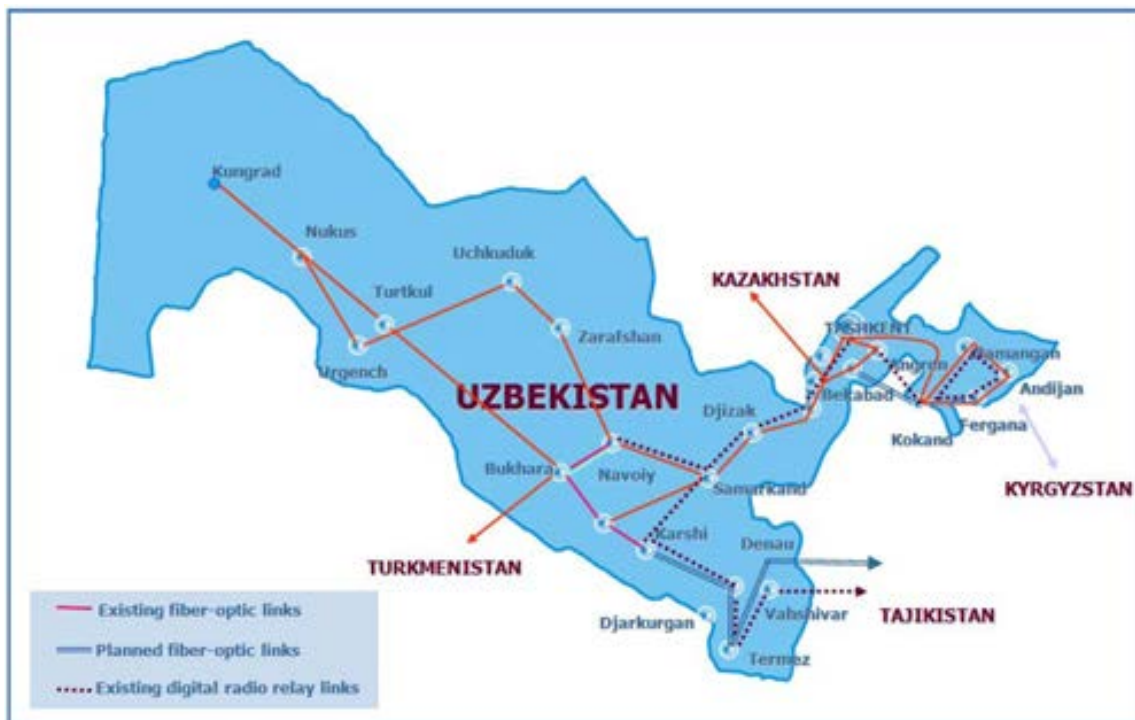 Kungrad
Nukus
Uchkuduk
Turtkul
KAZAKHSTAN
TASHKENT
Zarafshan
Namangan
Angren
Urgench
UZBEKISTAN
Bekabad
Andijan
Djizak
Kokand
Fergana
Bukhara
Navoiy
Samarkand
KYRGYZSTAN
Karshi
Denau
TURKMENISTAN
Existing fiber-optic links
Vabshivar
TAJIKISTAN
Djarkurgan
Planned fiber-optic links
Termez
Existing digital radio relay links